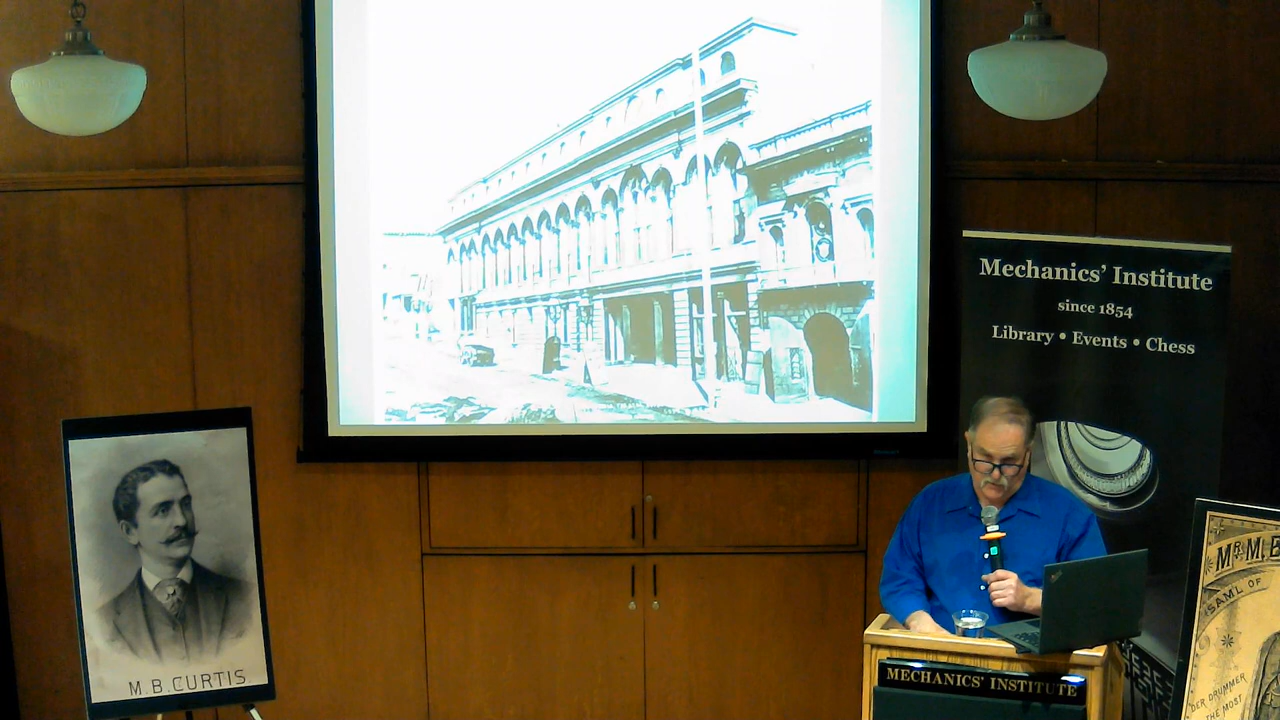 Mechanics' Institute
since 1854
Library • Events • Chess
M.B. CURTIS
MECHANICS' INSTITUTE
MR. M.B
'SAM'L OF
DER DRUMMER
THE MOST